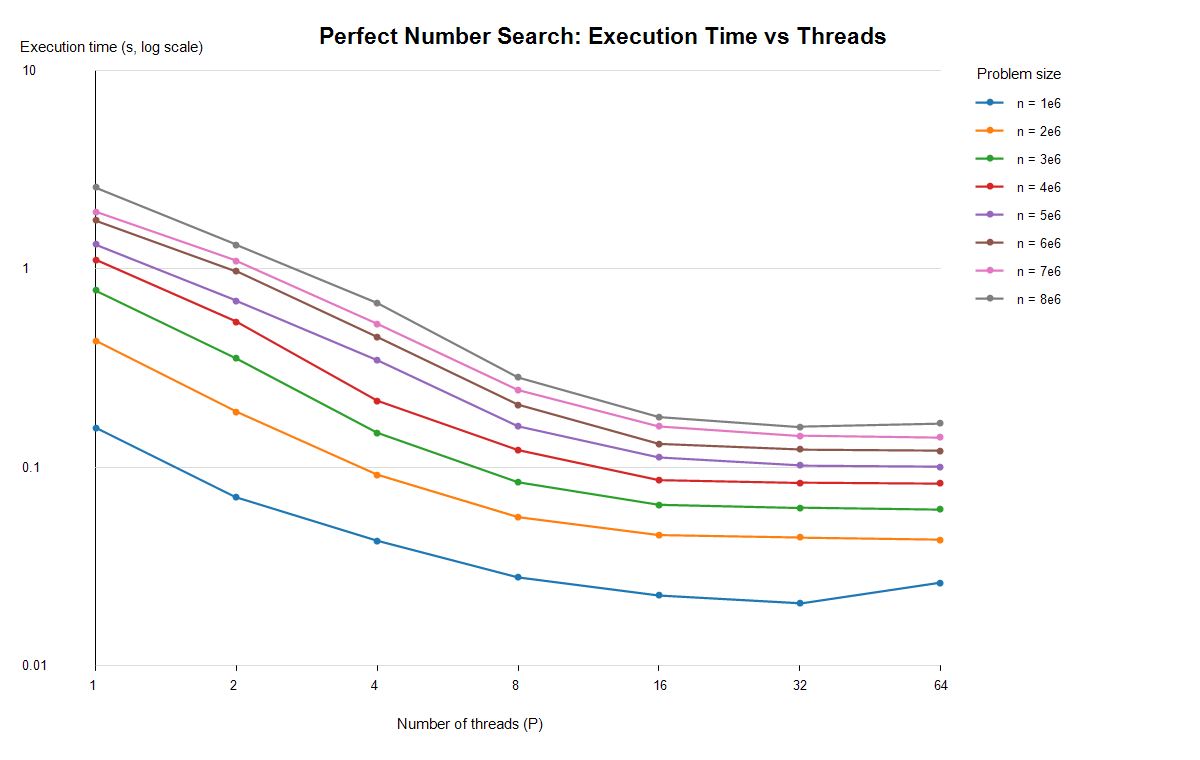 Perfect Number Search: Execution Time vs Threads
Execution time (s, log scale)
10
1
0.1
0.01
1 2 4 8 16 32 64
Number of threads (P)
Problem size
n = 1e6
n = 2e6
n = 3e6
n = 4e6
n = 5e6
n = 6e6
n = 7e6
n = 8e6